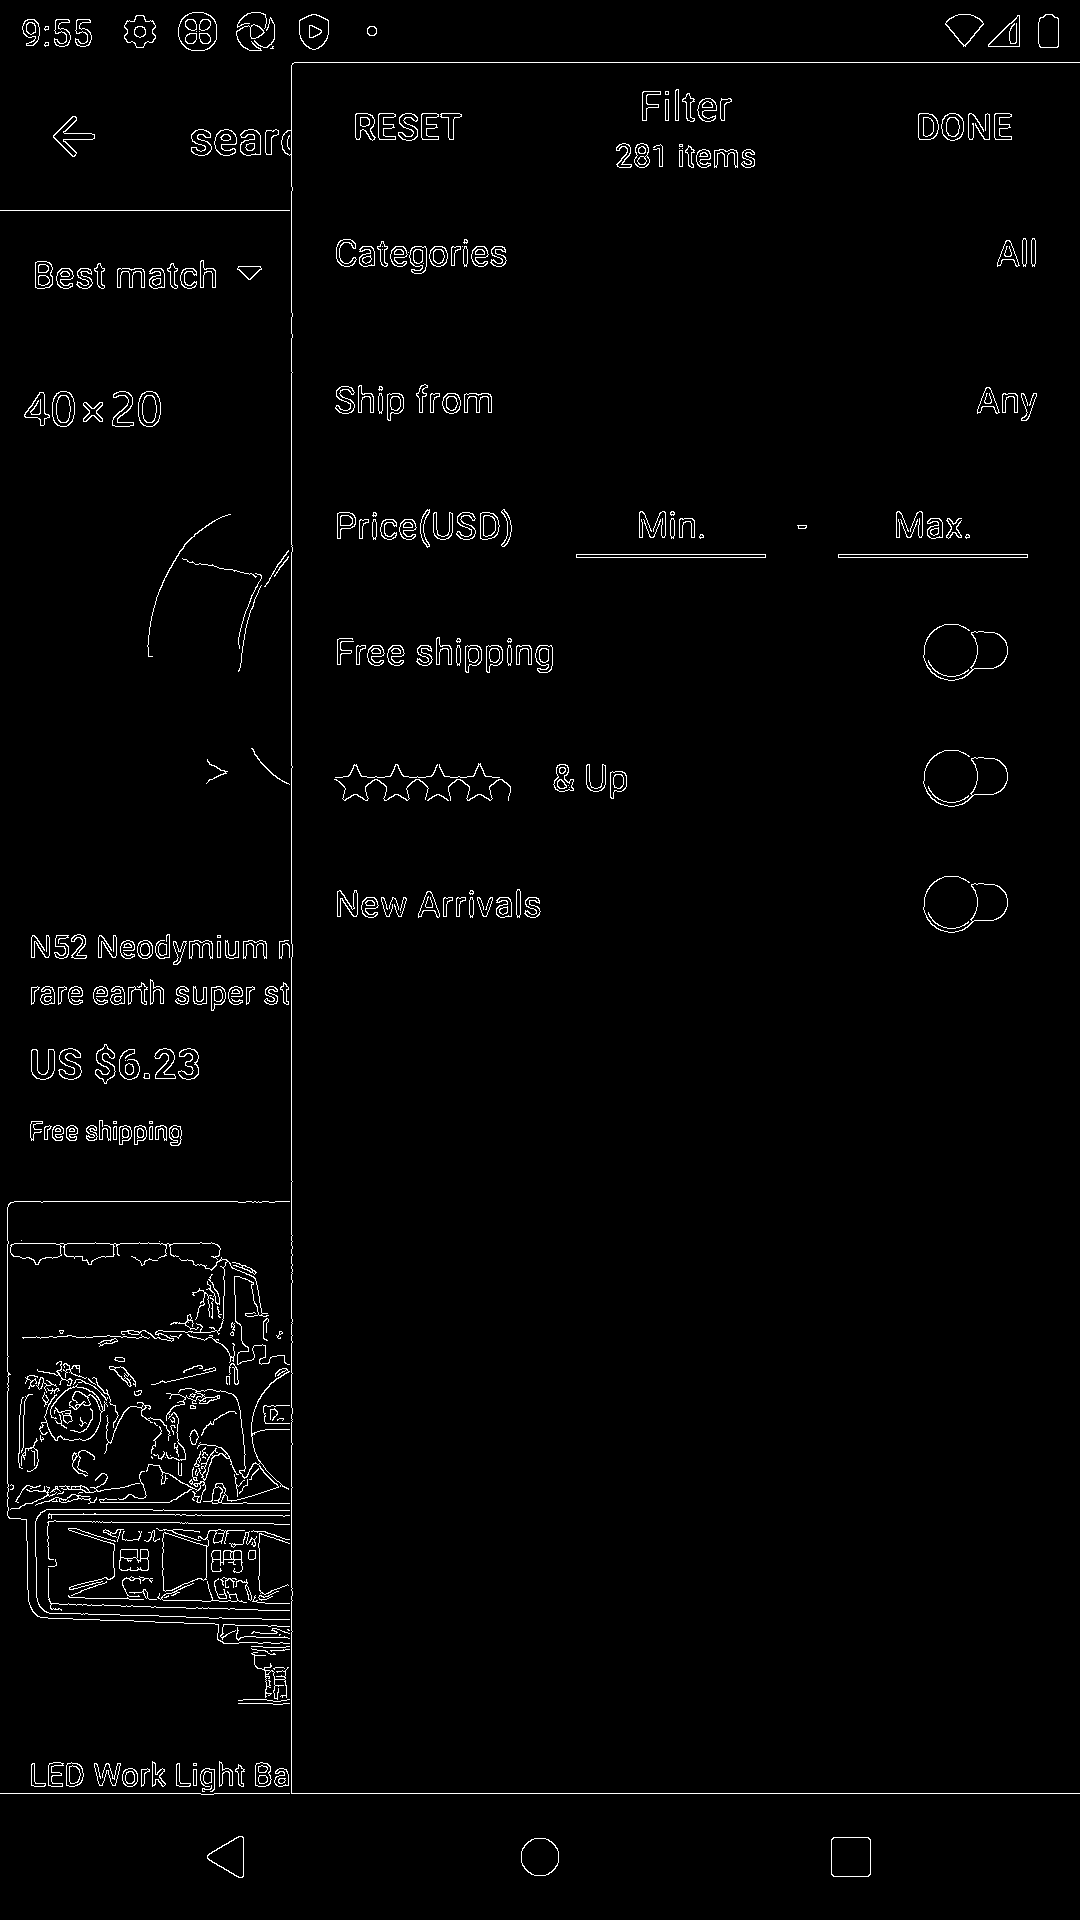 9:55
searc
RESET
Filter
281 items
DONE
Best match
Categories
All
40×20
Ship from
Any
Price(USD)
Min.
-
Max.
Free shipping
& Up
New Arrivals
N52 Neodymium
rare earth super st
US $6.23
Free shipping
LED Work Light Ba